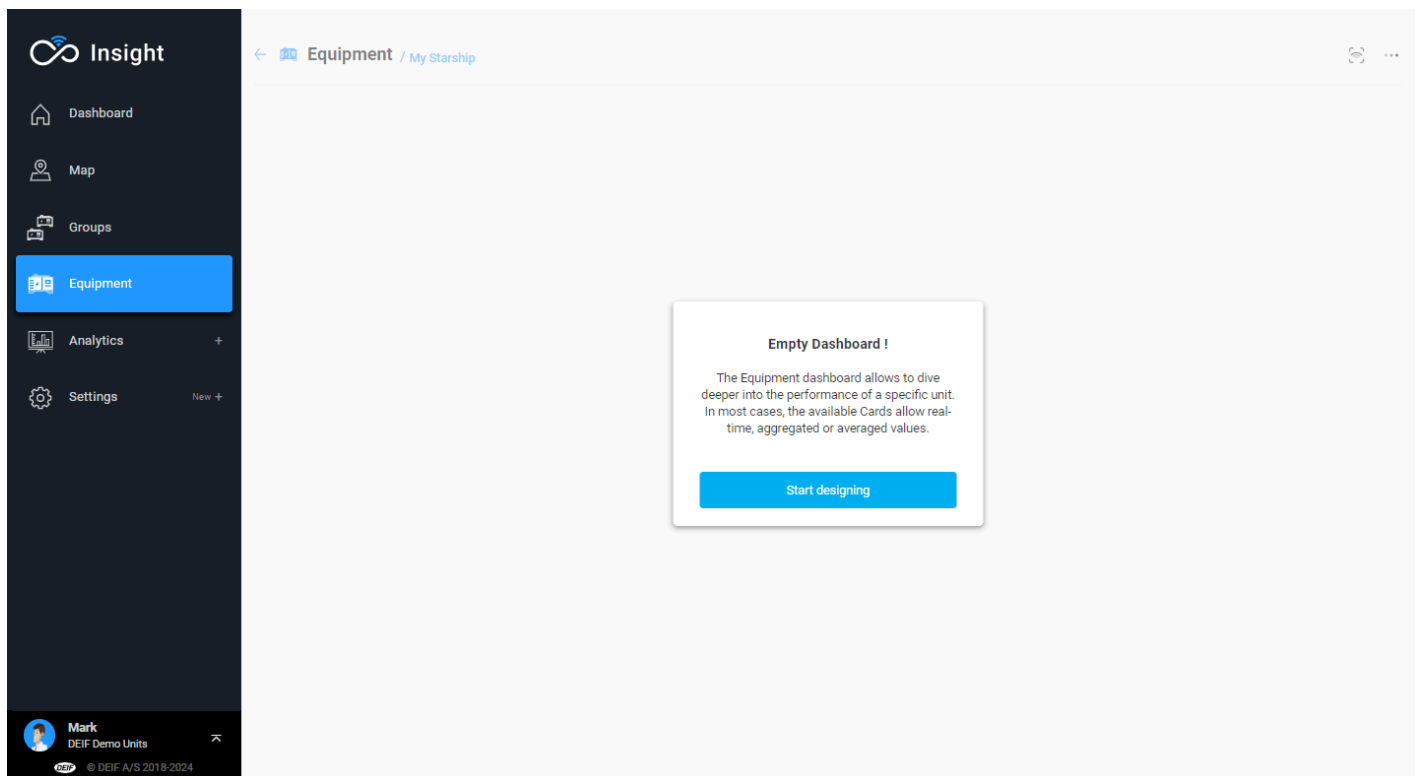 Insight
Dashboard
Map
Groups
Equipment
Analytics +
Settings New +
Mark
DEIF Demo Units
DEIF © DEIF A/S 2018-2024
Equipment / My Starship
Empty Dashboard !
The Equipment dashboard allows to dive
deeper into the performance of a specific unit.
In most cases, the available Cards allow real-
time, aggregated or averaged values.
Start designing